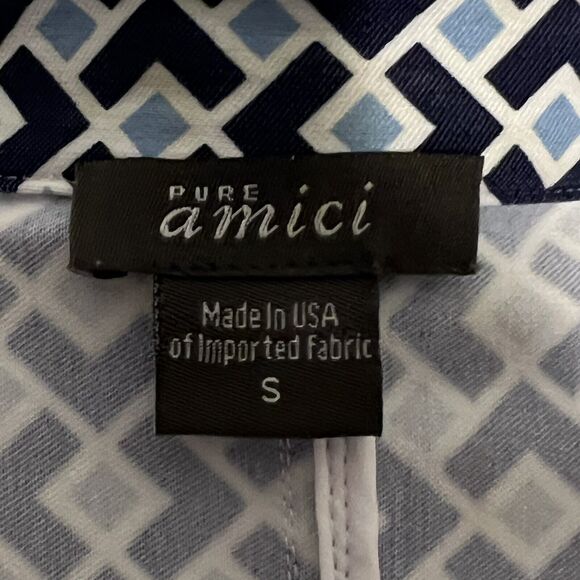 PURE
amici
Made In USA
of Imported Fabric
S